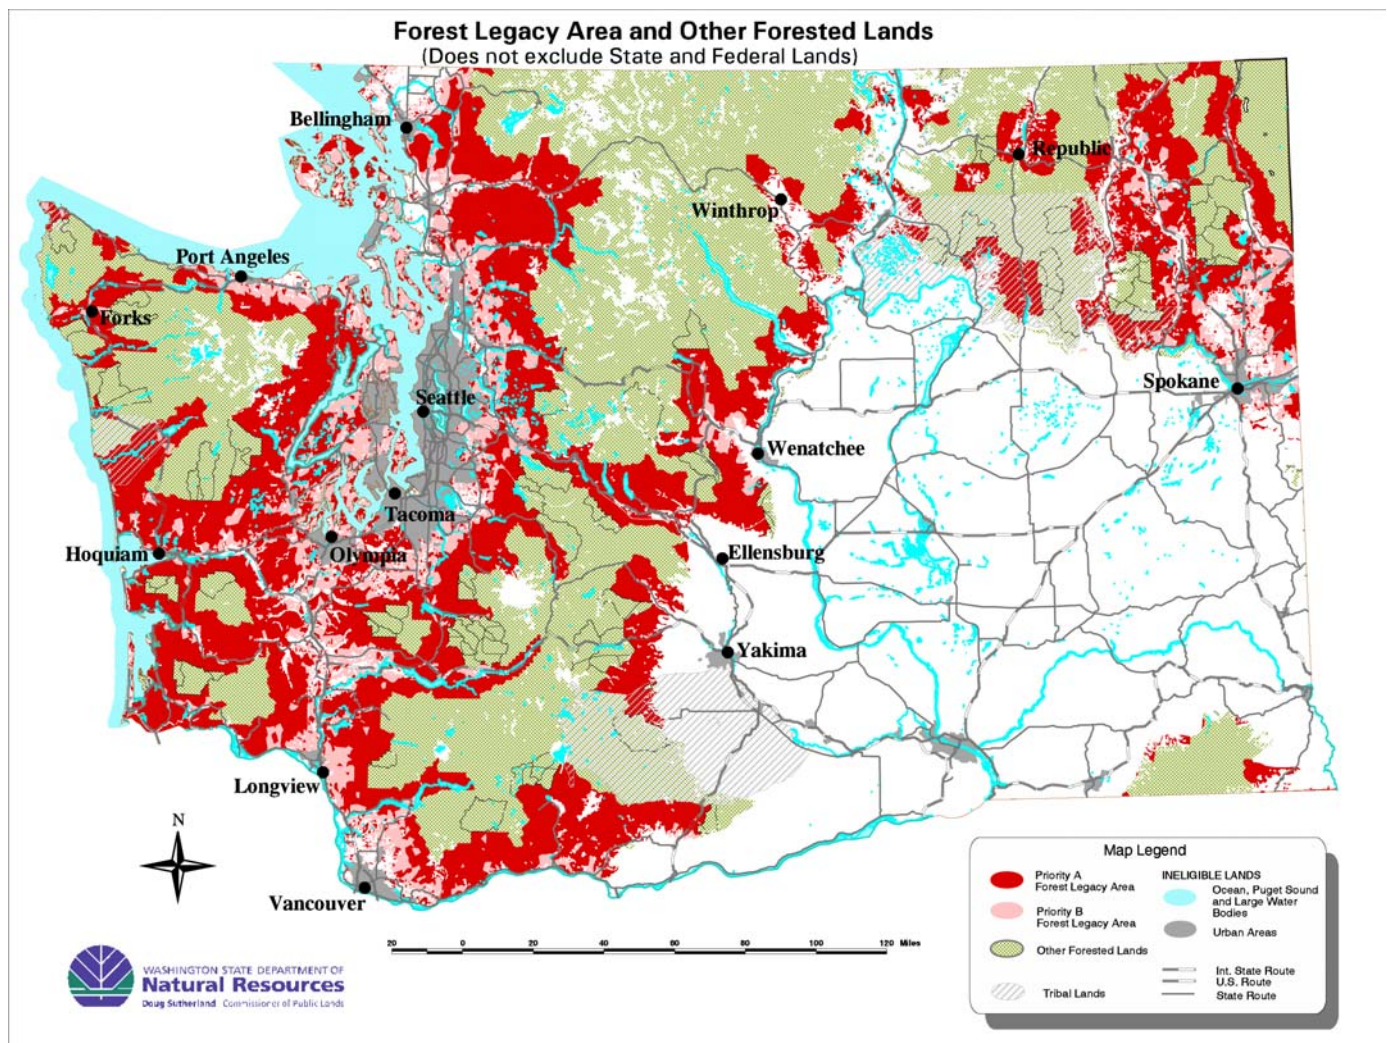 Forest Legacy Area and Other Forested Lands
(Does not exclude State and Federal Lands)
Bellingham
Republic
Winthrop
Port Angeles
Forks
Spokane
Seattle
Wenatchee
Tacoma
Hoquiam
Olympia
Ellensburg
Yakima
Longview
Vancouver
N
Map Legend
Priority A
Forest Legacy Area
Priority B
Forest Legacy Area
Other Forested Lands
Tribal Lands
INELIGIBLE LANDS
Ocean, Puget Sound
and Large Water
Bodies
Urban Areas
Int. State Route
U.S. Route
State Route
20 0 20 40 60 80 100 120 Miles
WASHINGTON STATE DEPARTMENT OF
Natural Resources
Doug Sutherland Commissioner of Public Lands